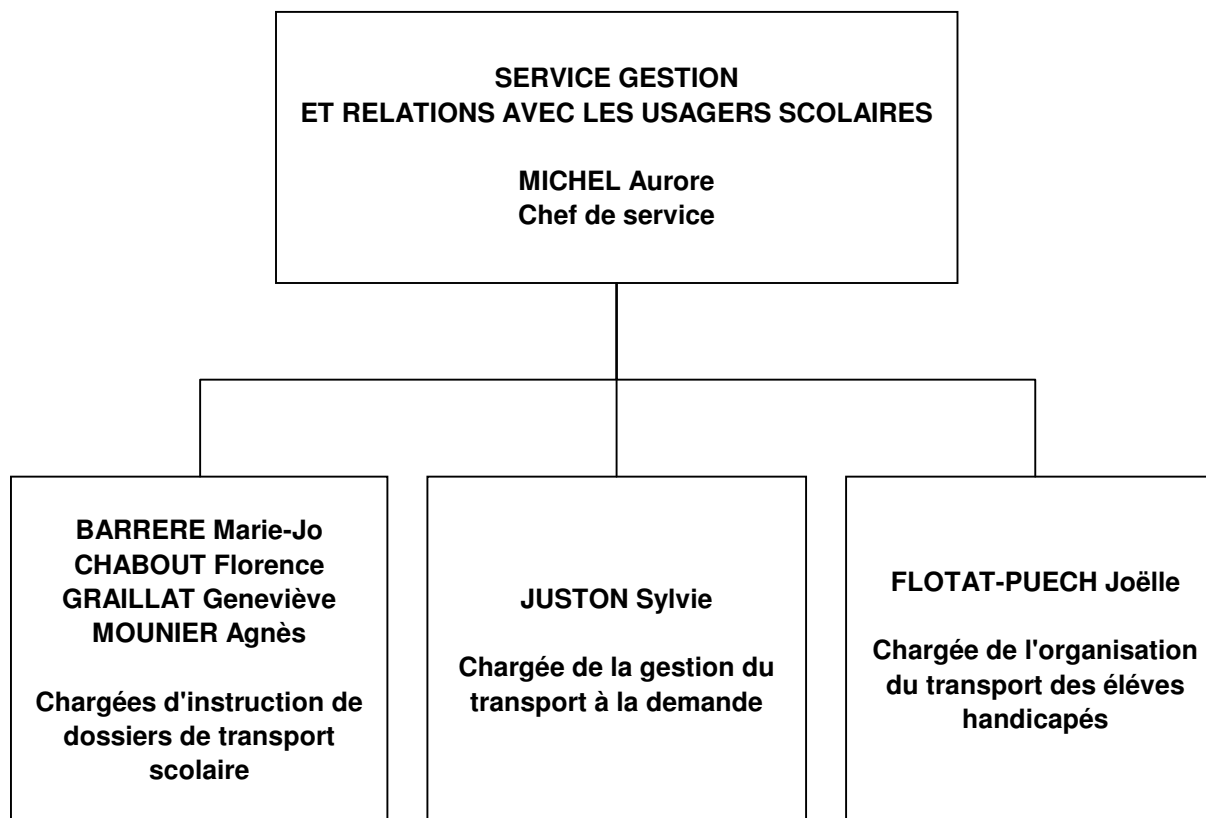 SERVICE GESTION
ET RELATIONS AVEC LES USAGERS SCOLAIRES
MICHEL Aurore
Chef de service
BARRERE Marie-Jo
CHABOUT Florence
GRAILLAT Geneviève
MOUNIER Agnès
Chargées d'instruction de
dossiers de transport
scolaire
JUSTON Sylvie
Chargée de la gestion du
transport à la demande
FLOTAT-PUECH Joëlle
Chargée de l'organisation
du transport des éléves
handicapés